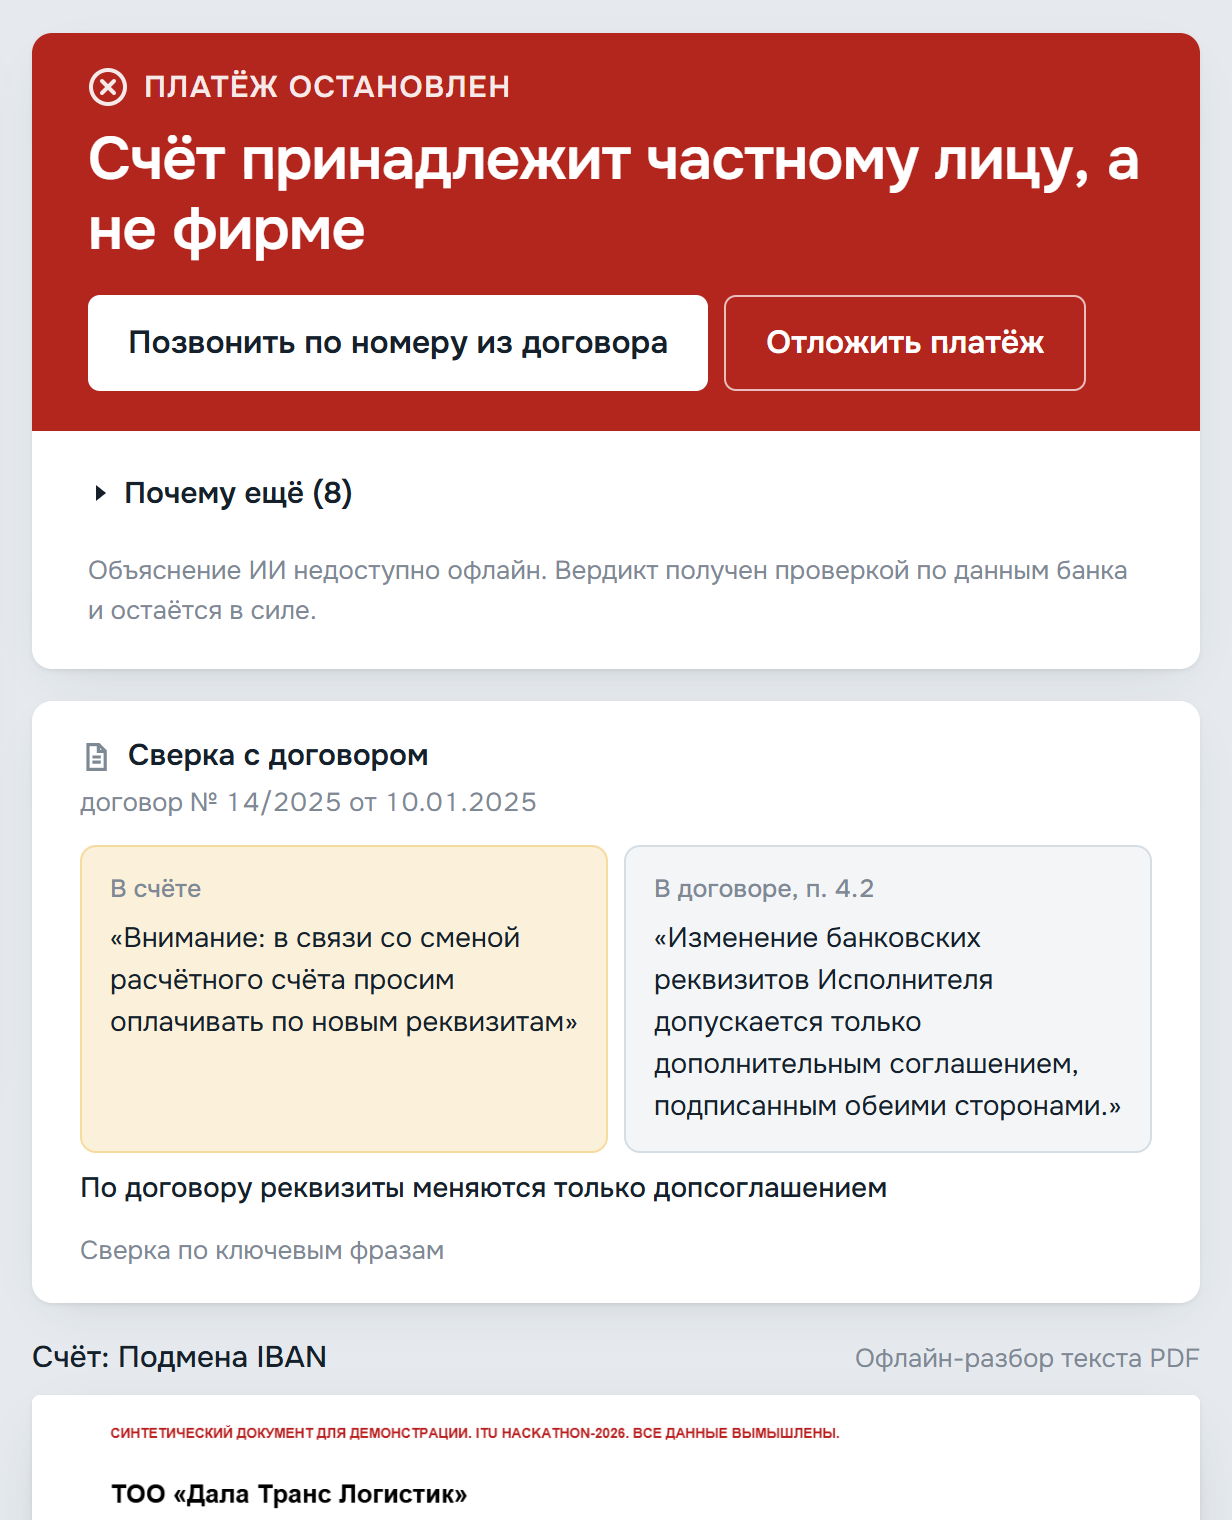 ПЛАТЁЖ ОСТАНОВЛЕН
Счёт принадлежит частному лицу, а
не фирме
Позвонить по номеру из договора
Отложить платёж
Почему ещё (8)
Объяснение ИИ недоступно офлайн. Вердикт получен проверкой по данным банка
и остаётся в силе.
Сверка с договором
договор № 14/2025 от 10.01.2025
В счёте
«Внимание: в связи со сменой
расчётного счёта просим
оплачивать по новым реквизитам»
В договоре, п. 4.2
«Изменение банковских
реквизитов Исполнителя
допускается только
дополнительным соглашением,
подписанным обеими сторонами.»
По договору реквизиты меняются только допсоглашением
Сверка по ключевым фразам
Счёт: Подмена IBAN
Офлайн-разбор текста PDF
СИНТЕТИЧЕСКИЙ ДОКУМЕНТ ДЛЯ ДЕМОНСТРАЦИИ. ITU HACKATHON-2026. ВСЕ ДАННЫЕ ВЫМЫШЛЕНЫ.
ТОО «Дала Транс Логистик»